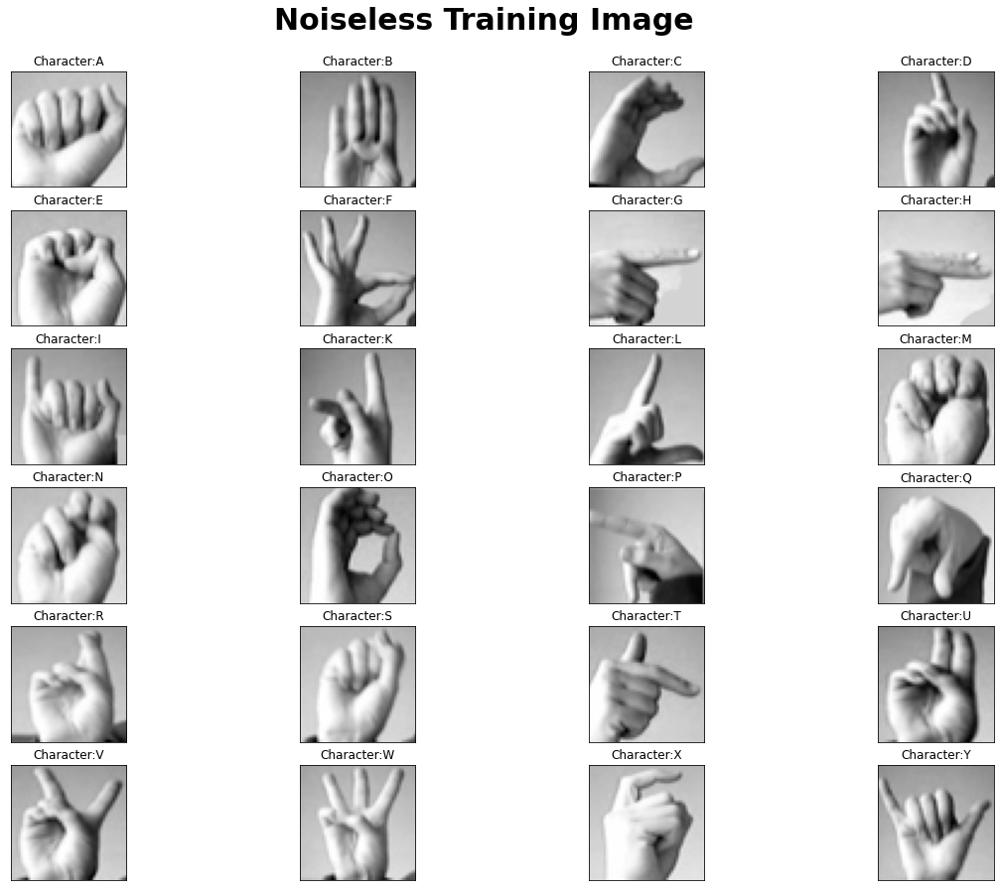 Noiseless Training Image
Character:A
Character:B
Character:C
Character:D
Character:E
Character:F
Character:G
Character:H
Character:I
Character:K
Character:L
Character:M
Character:N
Character:O
Character:P
Character:Q
Character:R
Character:S
Character:T
Character:U
Character:V
Character:W
Character:X
Character:Y